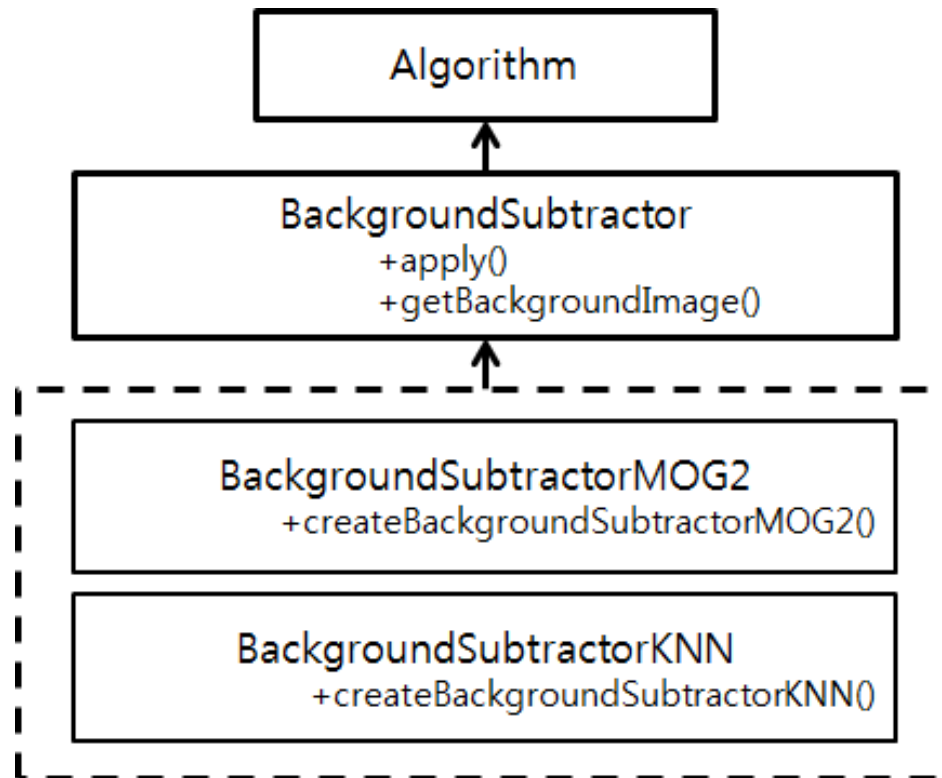 Algorithm
BackgroundSubtractor
+apply()
+getBackgroundImage()
BackgroundSubtractorMOG2
+createBackgroundSubtractorMOG2()
BackgroundSubtractorKNN
+createBackgroundSubtractorKNN()